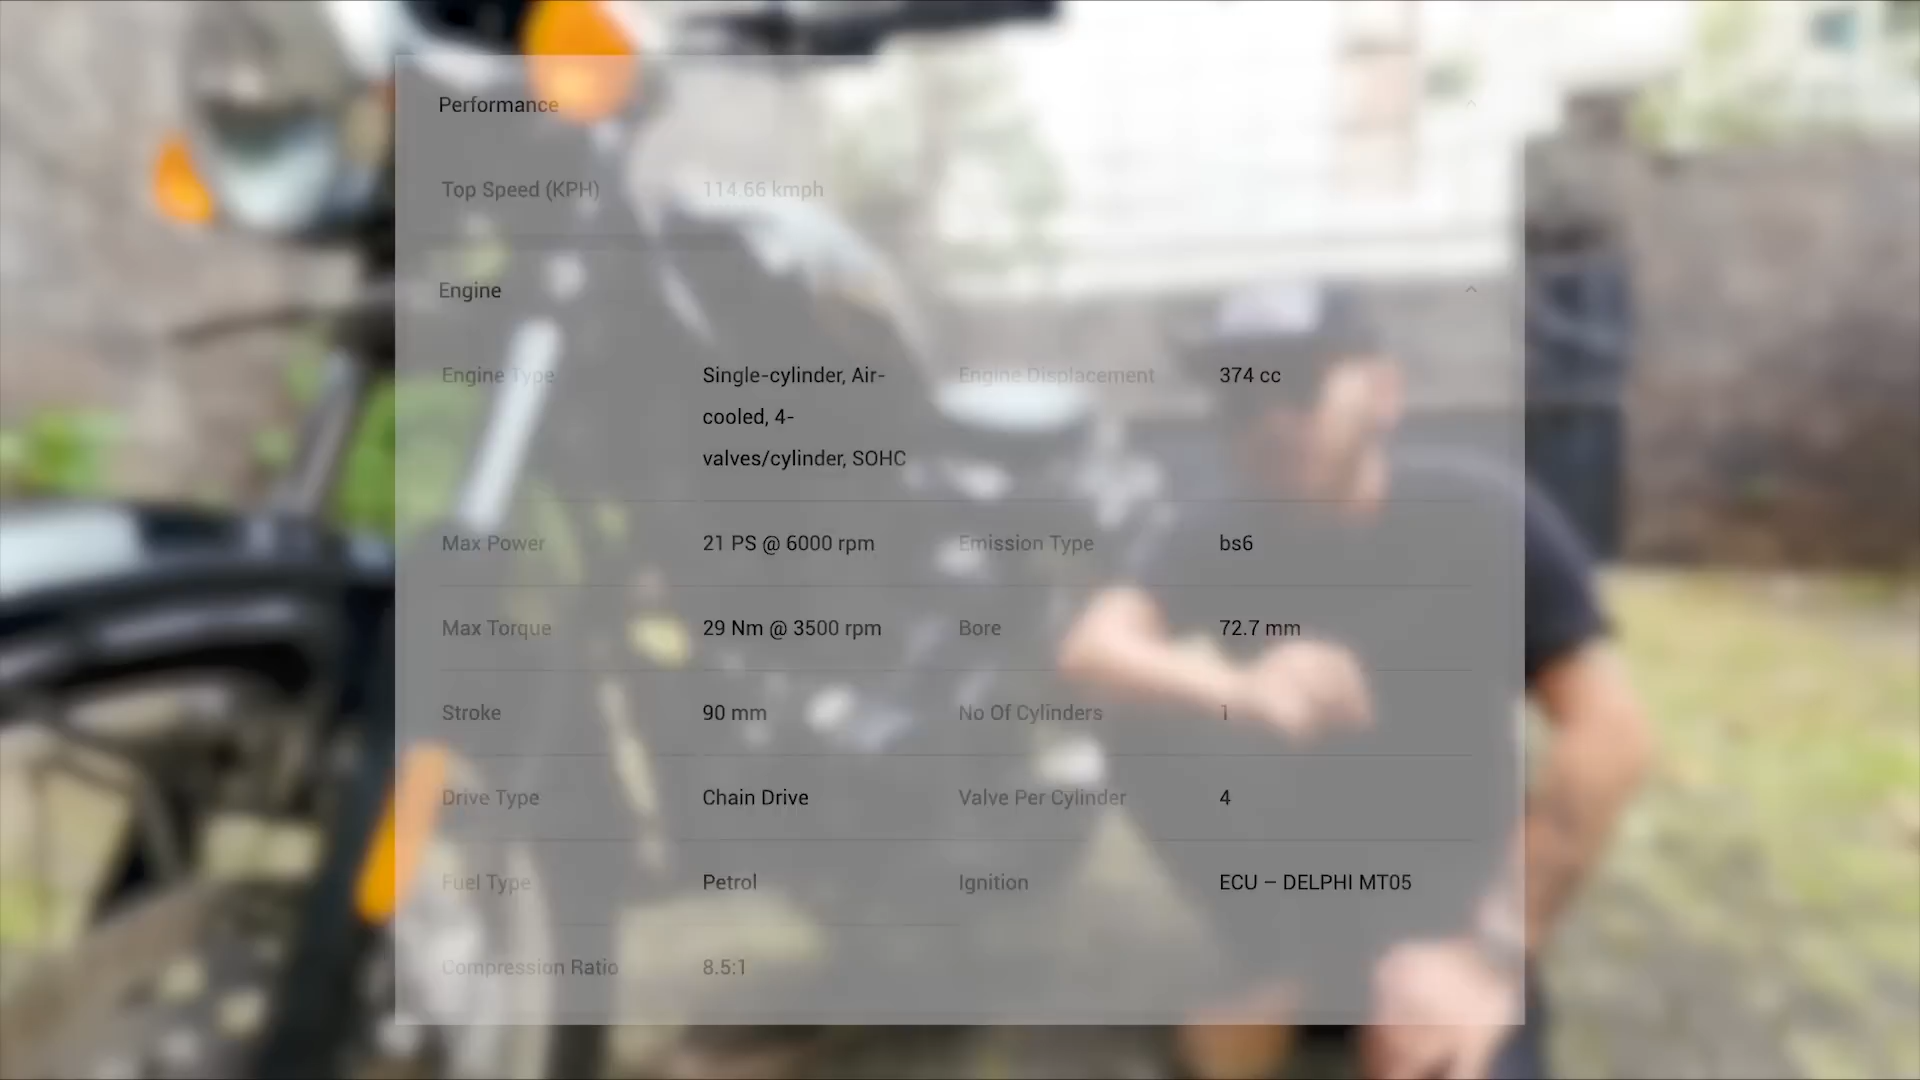 Performance
Top Speed (KPH) 114.66 kmph
Engine
Engine Type Single-cylinder, Air- Engine Displacement 374 cc
cooled, 4-
valves/cylinder, SOHC
Max Power 21 PS @ 6000 rpm Emission Type bs6
Max Torque 29 Nm @ 3500 rpm Bore 72.7 mm
Stroke 90 mm No Of Cylinders 1
Drive Type Chain Drive Valve Per Cylinder 4
Fuel Type Petrol Ignition ECU – DELPHI MT05
Compression Ratio 8.5:1